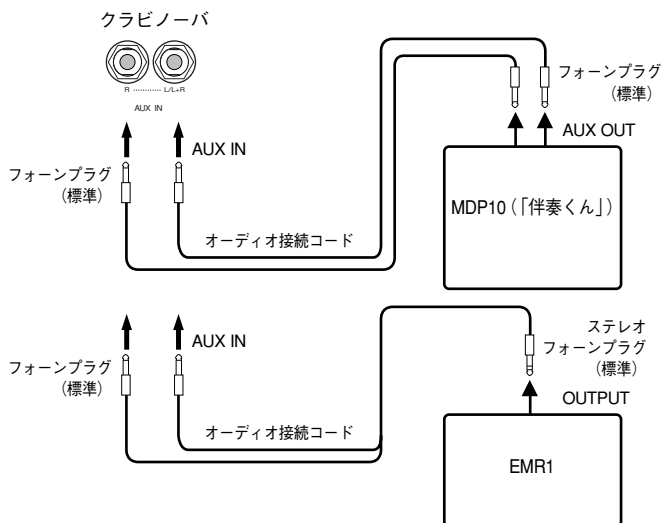 クラビノーバ
R ............ L/L+R
AUX IN
フォーンプラグ
(標準)
AUX OUT
AUX IN
フォーンプラグ
(標準)
MDP10 (「伴奏くん」)
オーディオ接続コード
AUX IN
ステレオ
フォーンプラグ
(標準)
フォーンプラグ
(標準)
OUTPUT
オーディオ接続コード
EMR1